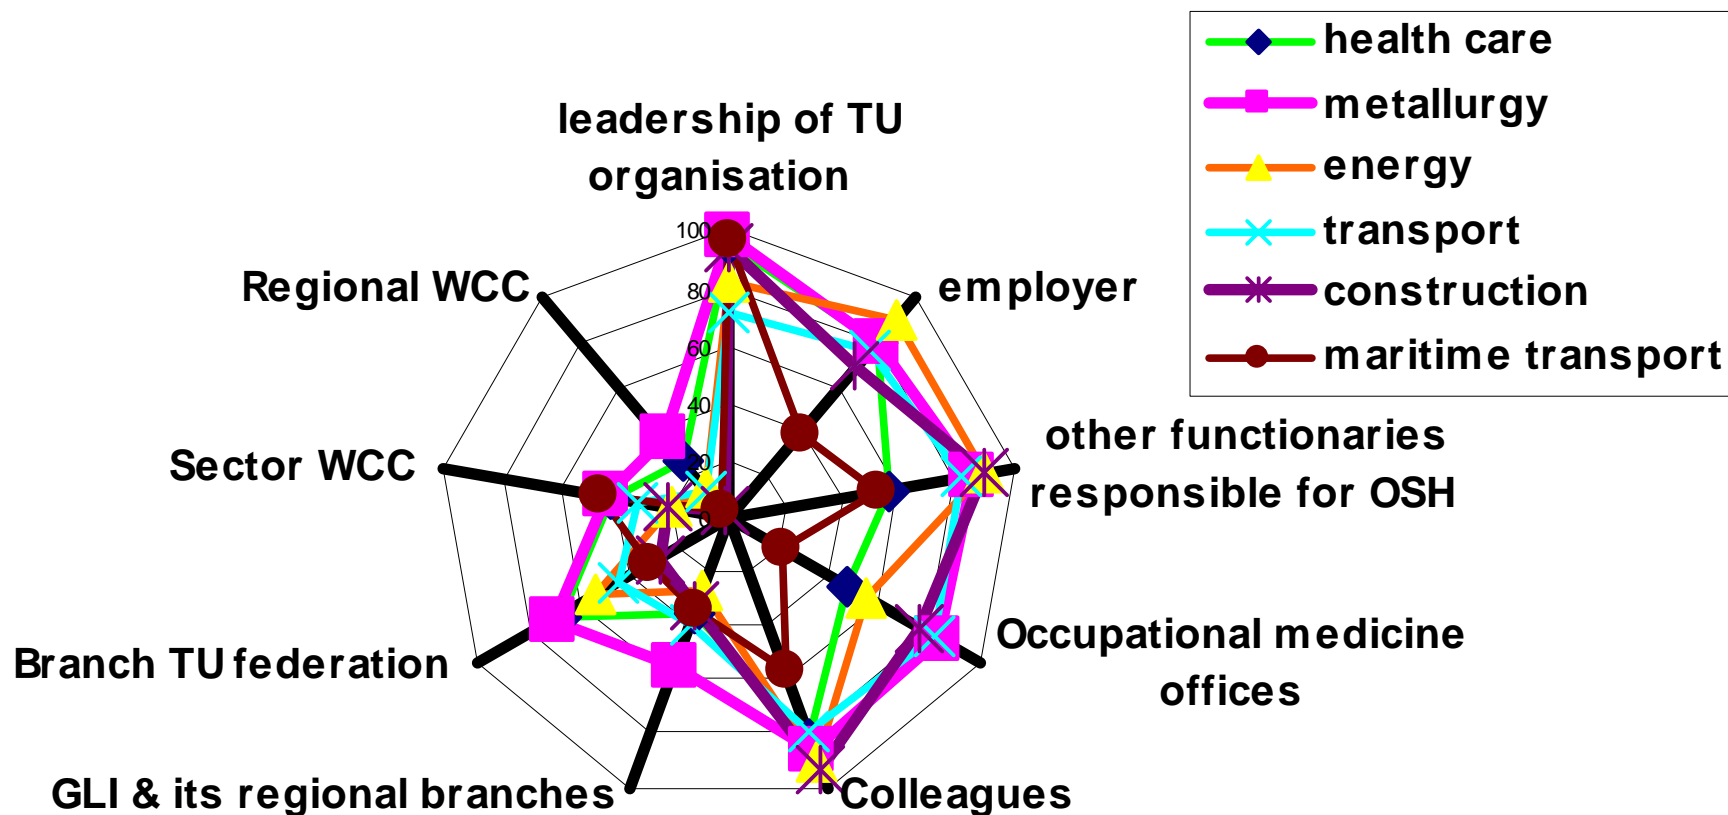 health care
metallurgy
energy
transport
construction
maritime transport
leadership of TU
organisation
employer
other functionaries
responsible for OSH
Occupational medicine
offices
Colleagues
GLI & its regional branches
Branch TU federation
Sector WCC
Regional WCC
100
80
60
40
20
0